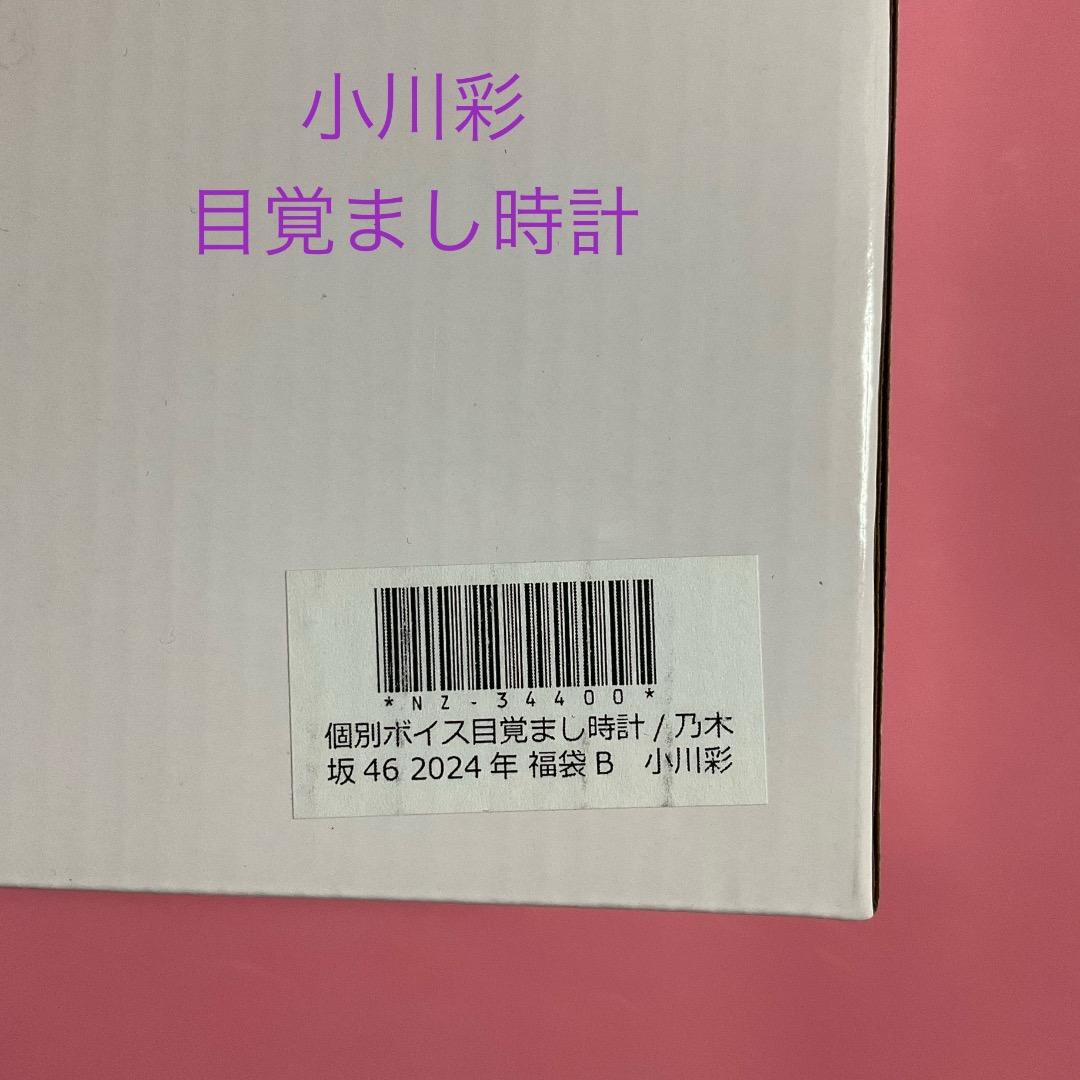 小川彩
目覚まし時計
*NZ-34400*
個別ボイス目覚まし時計 / 乃木
坂 46 2024 年 福袋 B　小川彩